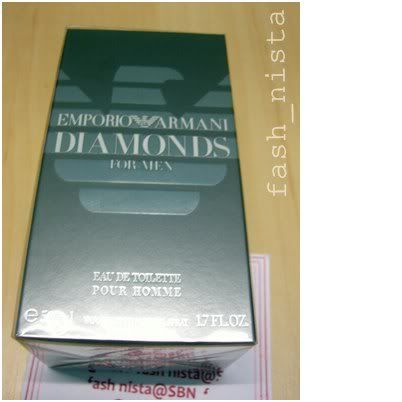 fash_nista
EMPORIO ARMANI
DIAMONDS
FOR MEN
EAU DE TOILETTE
POUR HOMME
1.7 FL.OZ.
fash nista@SBN